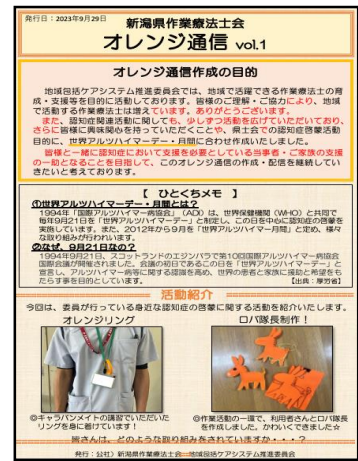 発行日：2023年9月29日
新潟県作業療法士会
オレンジ通信 vol.1
オレンジ通信作成の目的
地域包括ケアシステム推進委員会では、地域で活躍できる作業療法士の育
成・支援等を目的に活動しております。皆様のご理解・ご協力により、地域
で活動する作業療法士は増えています。ありがとうございます。
また、認知症関連活動に関しても、少しずつ活動を広げていただいており、
さらに皆様に興味関心を持っていただくことや、県士会での認知症啓蒙活動
目的に、世界アルツハイマーデー・月間に合わせ作成いたしました。
皆様と一緒に認知症において支援を必要としている当事者・ご家族の支援
の一助となることを目指して、このオレンジ通信の作成・配信を継続してい
きたいと考えております。
【 ひとくちメモ 】
①世界アルツハイマーデー・月間とは？
1994年「国際アルツハイマー病協会」（ADI）は、世界保健機関（WHO）と共同で
毎年9月21日を「世界アルツハイマーデー」と制定し、この日を中心に認知症の啓蒙を
実施しています。また、2012年から9月を「世界アルツハイマー月間」と定め、様々
な取り組みが行われています。
②なぜ、9月21日なの？
1994年9月21日、スコットランドのエジンバラで第10回国際アルツハイマー病協会
国際会議が開催されました。会議の初日であるこの日を「世界アルツハイマーデー」と
宣言し、アルツハイマー病等に関する認識を高め、世界の患者と家族に援助と希望をも
たらす事を目的としています。
【出典：厚労省】
活動紹介
今回は、委員が行っている身近な認知症の啓蒙に関する活動を紹介いたします。
オレンジリング
ロバ隊長制作！
◎キャラバンメイトの講習でいただいた
リングを身に着けています！
◎作業活動の一環で、利用者さんとロバ隊長
を作成しました。かわいくできました☆
皆さんは、どのような取り組みをされていますか・・・？
発行：公社）新潟県作業療法士会 地域包括ケアシステム推進委員会